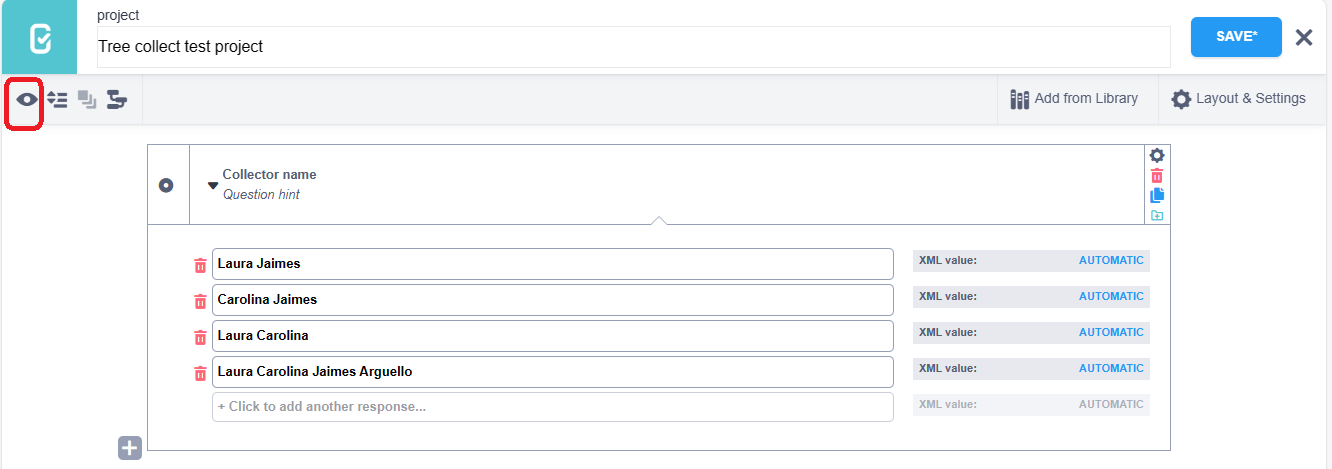 project
Tree collect test project
SAVE*
Add from Library
Layout & Settings
Collector name
Question hint
Laura Jaimes
XML value: AUTOMATIC
Carolina Jaimes
XML value: AUTOMATIC
Laura Carolina
XML value: AUTOMATIC
Laura Carolina Jaimes Arguello
XML value: AUTOMATIC
+ Click to add another response...
XML value: AUTOMATIC